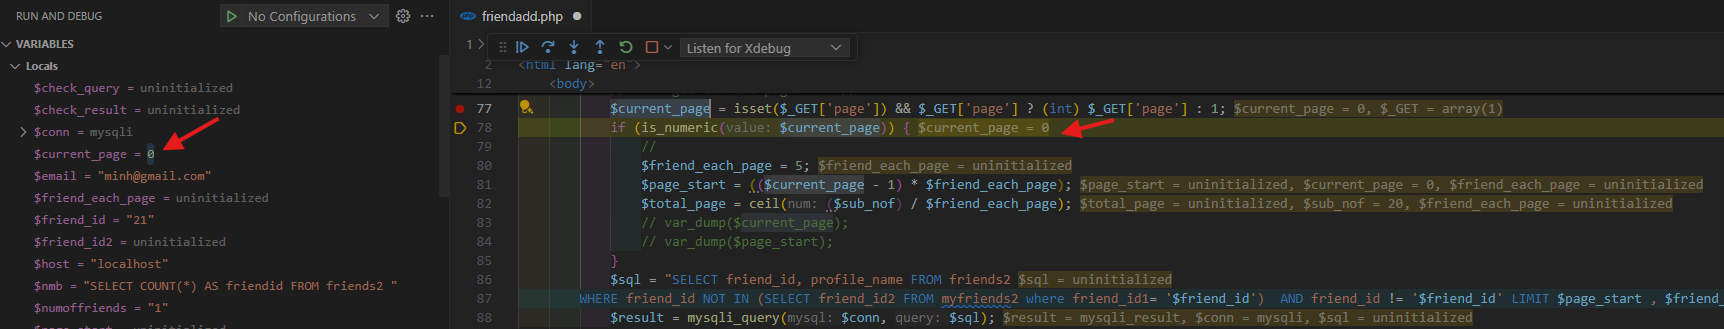 RUN AND DEBUG
No Configurations
friendadd.php
VARIABLES
Locals
$check_query = uninitialized
$check_result = uninitialized
$conn = mysqli
$current_page = 0
$email = "minh@gmail.com"
$friend_each_page = uninitialized
$friend_id = "21"
$friend_id2 = uninitialized
$host = "localhost"
$nmb = "SELECT COUNT(*) AS friendid FROM friends2 "
$numoffriends = "1"
1
Listen for Xdebug
2 <html lang="en">
12 <body>
77 $current_page = isset($_GET['page']) && $_GET['page'] ? (int) $_GET['page'] : 1; $current_page = 0, $_GET = array(1)
78 if (is_numeric(value: $current_page)) { $current_page = 0
79 //
80 $friend_each_page = 5; $friend_each_page = uninitialized
81 $page_start = (($current_page - 1) * $friend_each_page); $page_start = uninitialized, $current_page = 0, $friend_each_page = uninitialized
82 $total_page = ceil(num: ($sub_nof) / $friend_each_page); $total_page = uninitialized, $sub_nof = 20, $friend_each_page = uninitialized
83 // var_dump($current_page);
84 // var_dump($page_start);
85 }
86 $sql = "SELECT friend_id, profile_name FROM friends2 $sql = uninitialized
87 WHERE friend_id NOT IN (SELECT friend_id2 FROM myfriends2 where friend_id1= '$friend_id')  AND friend_id != '$friend_id' LIMIT $page_start , $friend_
88 $result = mysqli_query(mysql: $conn, query: $sql); $result = mysqli_result, $conn = mysqli, $sql = uninitialized